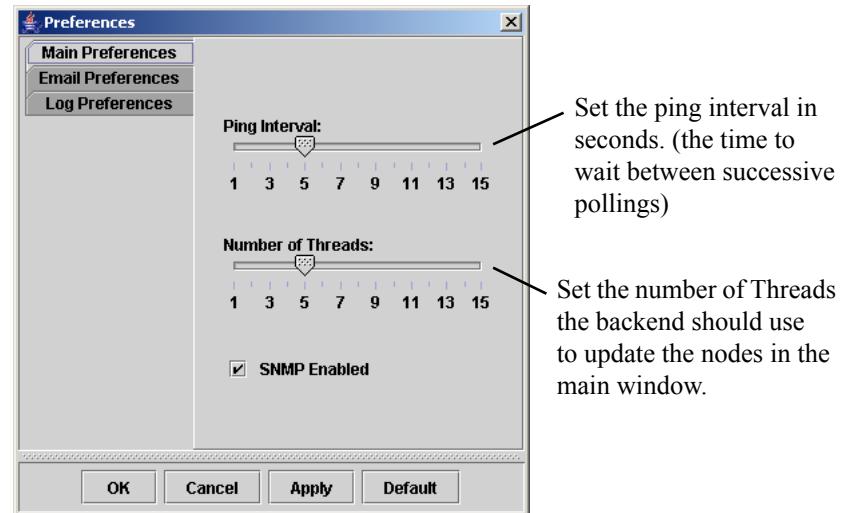 Preferences
Main Preferences
Email Preferences
Log Preferences
Ping Interval:
1 3 5 7 9 11 13 15
Number of Threads:
1 3 5 7 9 11 13 15
SNMP Enabled
OK Cancel Apply Default
Set the ping interval in
seconds. (the time to
wait between successive
pollings)
Set the number of Threads
the backend should use
to update the nodes in the
main window.